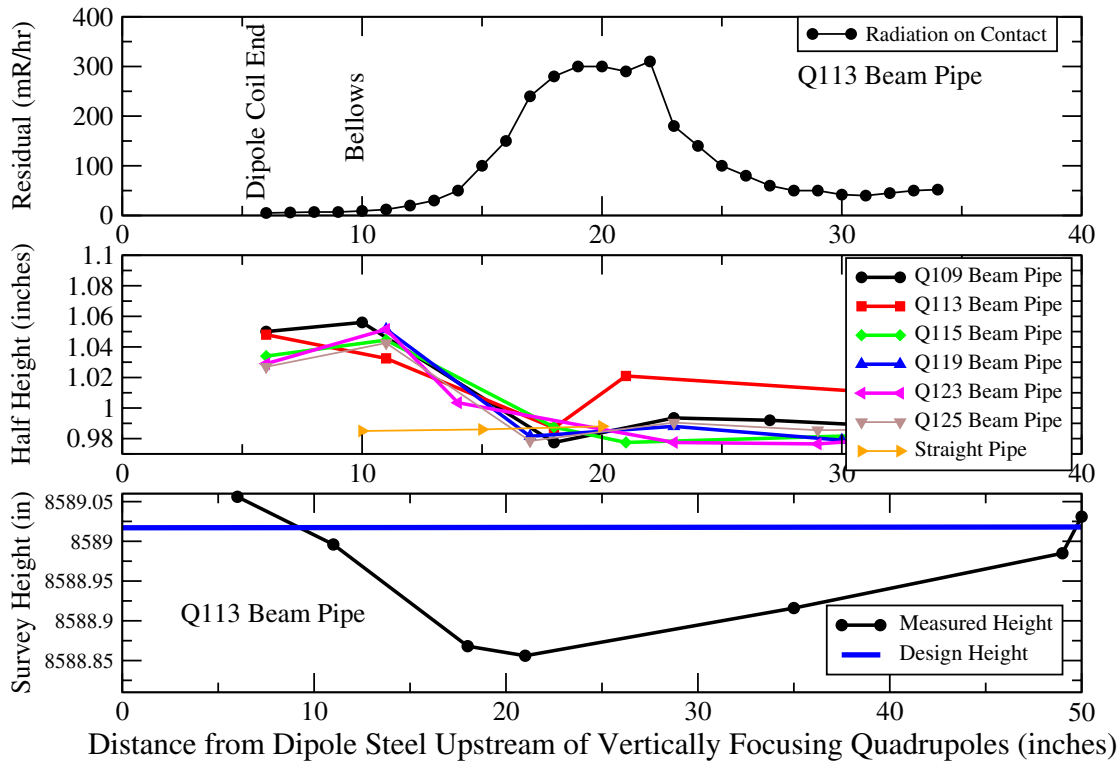 400
300
200
100
0
Residual (mR/hr)
Dipole Coil End
Bellows
Radiation on Contact
Q113 Beam Pipe
0 10 20 30 40
1.1
1.08
1.06
1.04
1.02
1
0.98
Half Height (inches)
Q109 Beam Pipe
Q113 Beam Pipe
Q115 Beam Pipe
Q119 Beam Pipe
Q123 Beam Pipe
Q125 Beam Pipe
Straight Pipe
0 10 20 30 40
8589.05
8589
8588.95
8588.9
8588.85
Survey Height (in)
Q113 Beam Pipe
Measured Height
Design Height
0 10 20 30 40 50
Distance from Dipole Steel Upstream of Vertically Focusing Quadrupoles (inches)